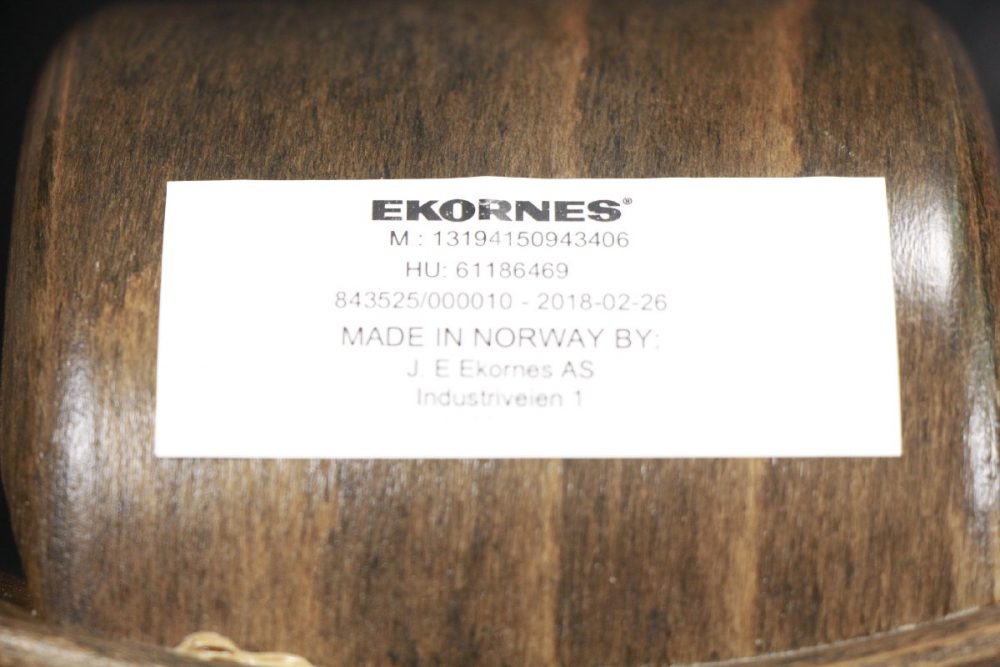 EKORNES®
M : 13194150943406
HU: 61186469
843525/000010 - 2018-02-26
MADE IN NORWAY BY:
J. E Ekornes AS
Industriveien 1